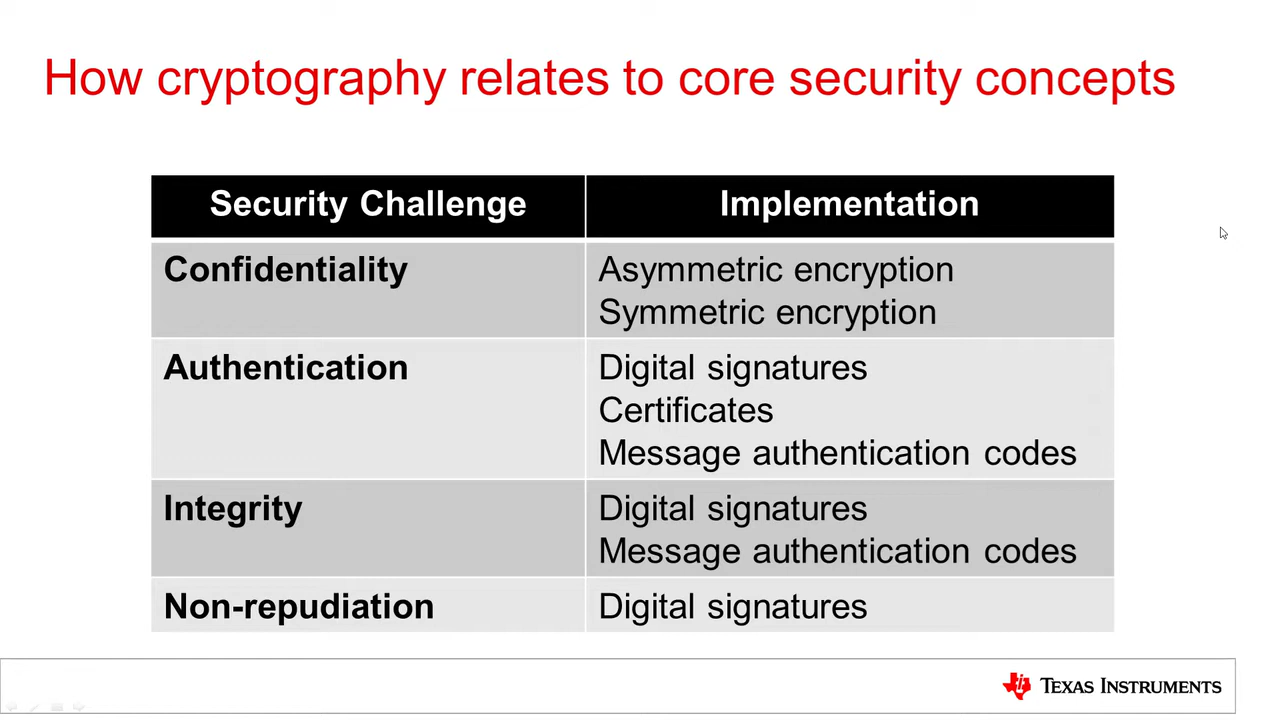 How cryptography relates to core security concepts
Security Challenge
Implementation
Confidentiality
Asymmetric encryption
Symmetric encryption
Authentication
Digital signatures
Certificates
Message authentication codes
Integrity
Digital signatures
Message authentication codes
Non-repudiation
Digital signatures
TEXAS INSTRUMENTS